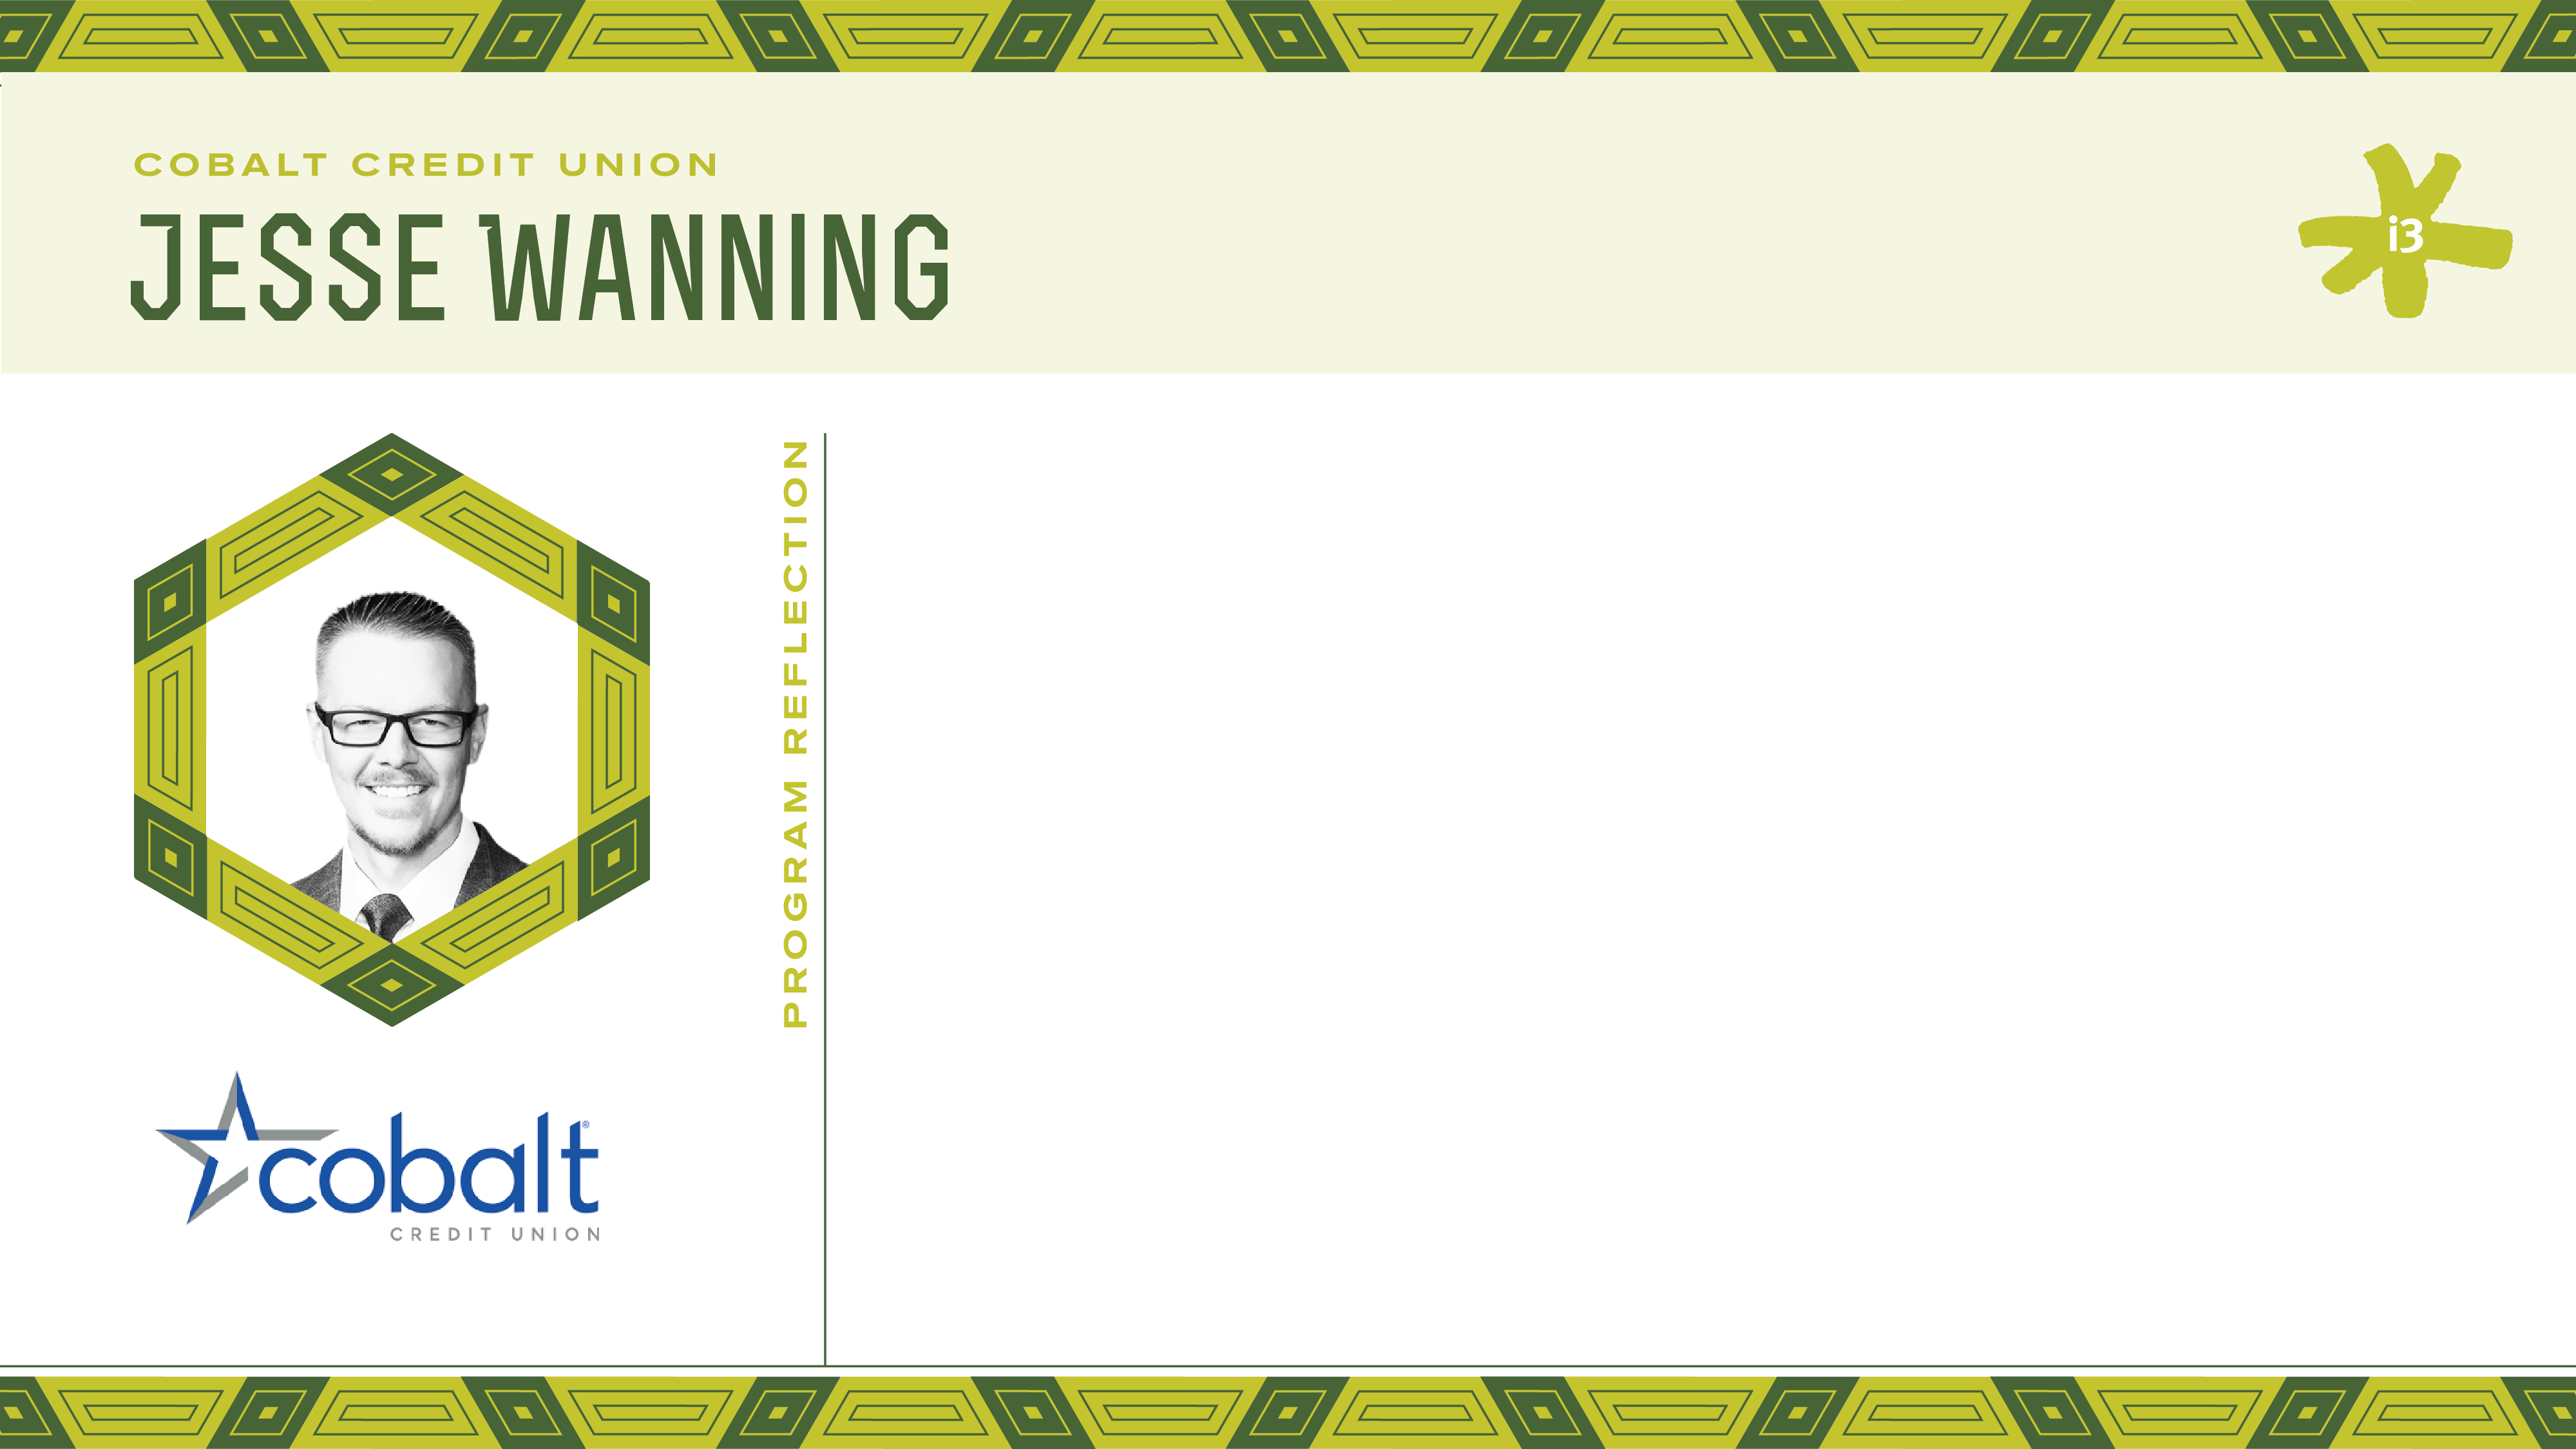 COBALT CREDIT UNION
JESSE WANNING
i3
PROGRAM REFLECTION
cobalt®
CREDIT UNION